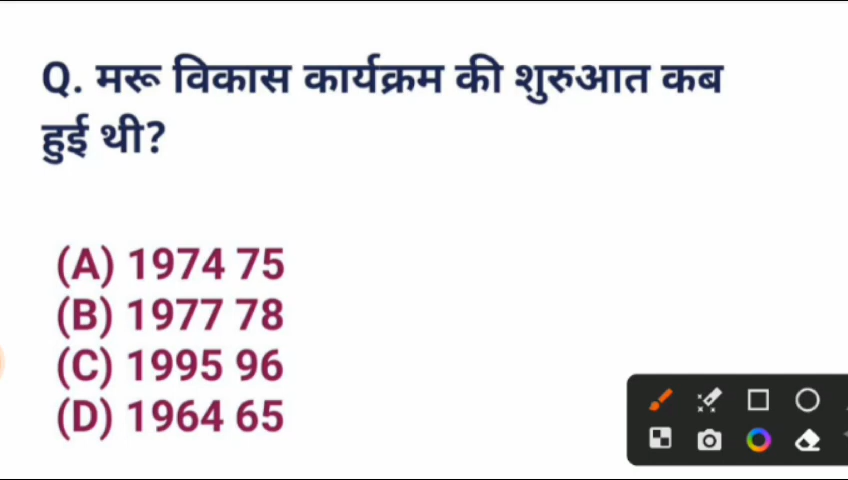 Q. मरू विकास कार्यक्रम की शुरुआत कब
हुई थी?
(A) 1974 75
(B) 1977 78
(C) 1995 96
(D) 1964 65